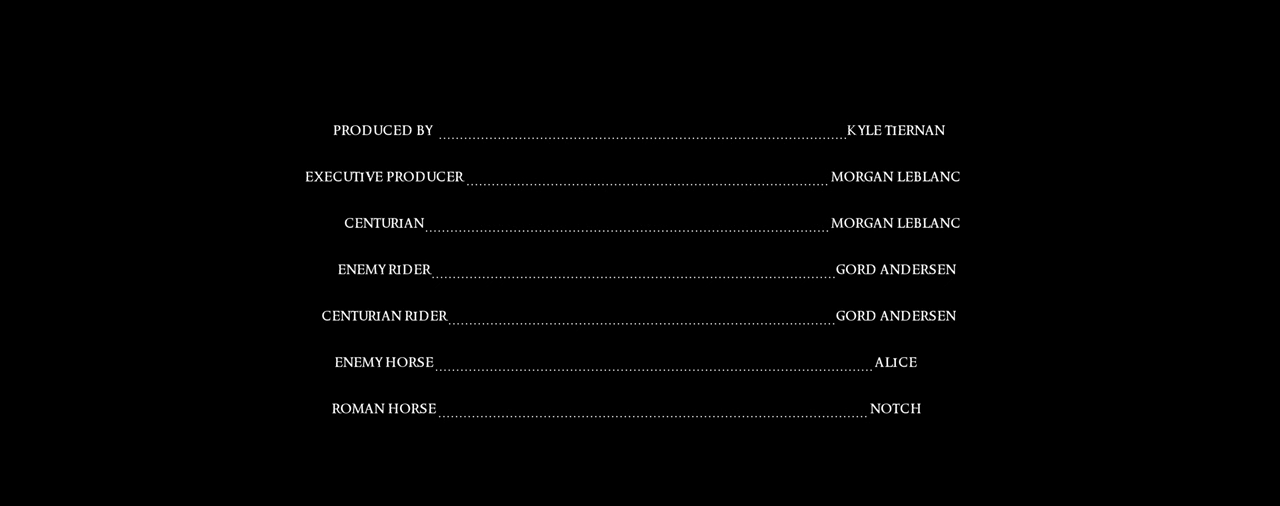 PRODUCED BY ........................ KYLE TIERNAN
EXECUTIVE PRODUCER ........................ MORGAN LEBLANC
CENTURIAN ........................ MORGAN LEBLANC
ENEMY RIDER ........................ GORD ANDERSEN
CENTURIAN RIDER ........................ GORD ANDERSEN
ENEMY HORSE ........................ ALICE
ROMAN HORSE ........................ NOTCH